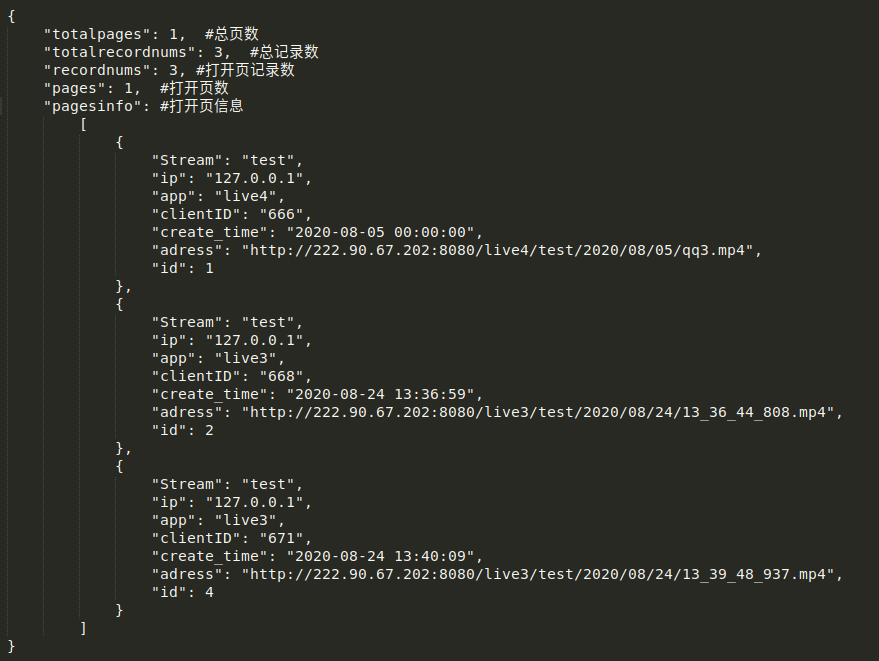 {
    "totalpages": 1,  #总页数
    "totalrecordnums": 3,  #总记录数
    "recordnums": 3, #打开页记录数
    "pages": 1,  #打开页数
    "pagesinfo": #打开页信息
        [
            {
                "Stream": "test",
                "ip": "127.0.0.1",
                "app": "live4",
                "clientID": "666",
                "create_time": "2020-08-05 00:00:00",
                "adress": "http://222.90.67.202:8080/live4/test/2020/08/05/qq3.mp4",
                "id": 1
            },
            {
                "Stream": "test",
                "ip": "127.0.0.1",
                "app": "live3",
                "clientID": "668",
                "create_time": "2020-08-24 13:36:59",
                "adress": "http://222.90.67.202:8080/live3/test/2020/08/24/13_36_44_808.mp4",
                "id": 2
            },
            {
                "Stream": "test",
                "ip": "127.0.0.1",
                "app": "live3",
                "clientID": "671",
                "create_time": "2020-08-24 13:40:09",
                "adress": "http://222.90.67.202:8080/live3/test/2020/08/24/13_39_48_937.mp4",
                "id": 4
            }
        ]
}